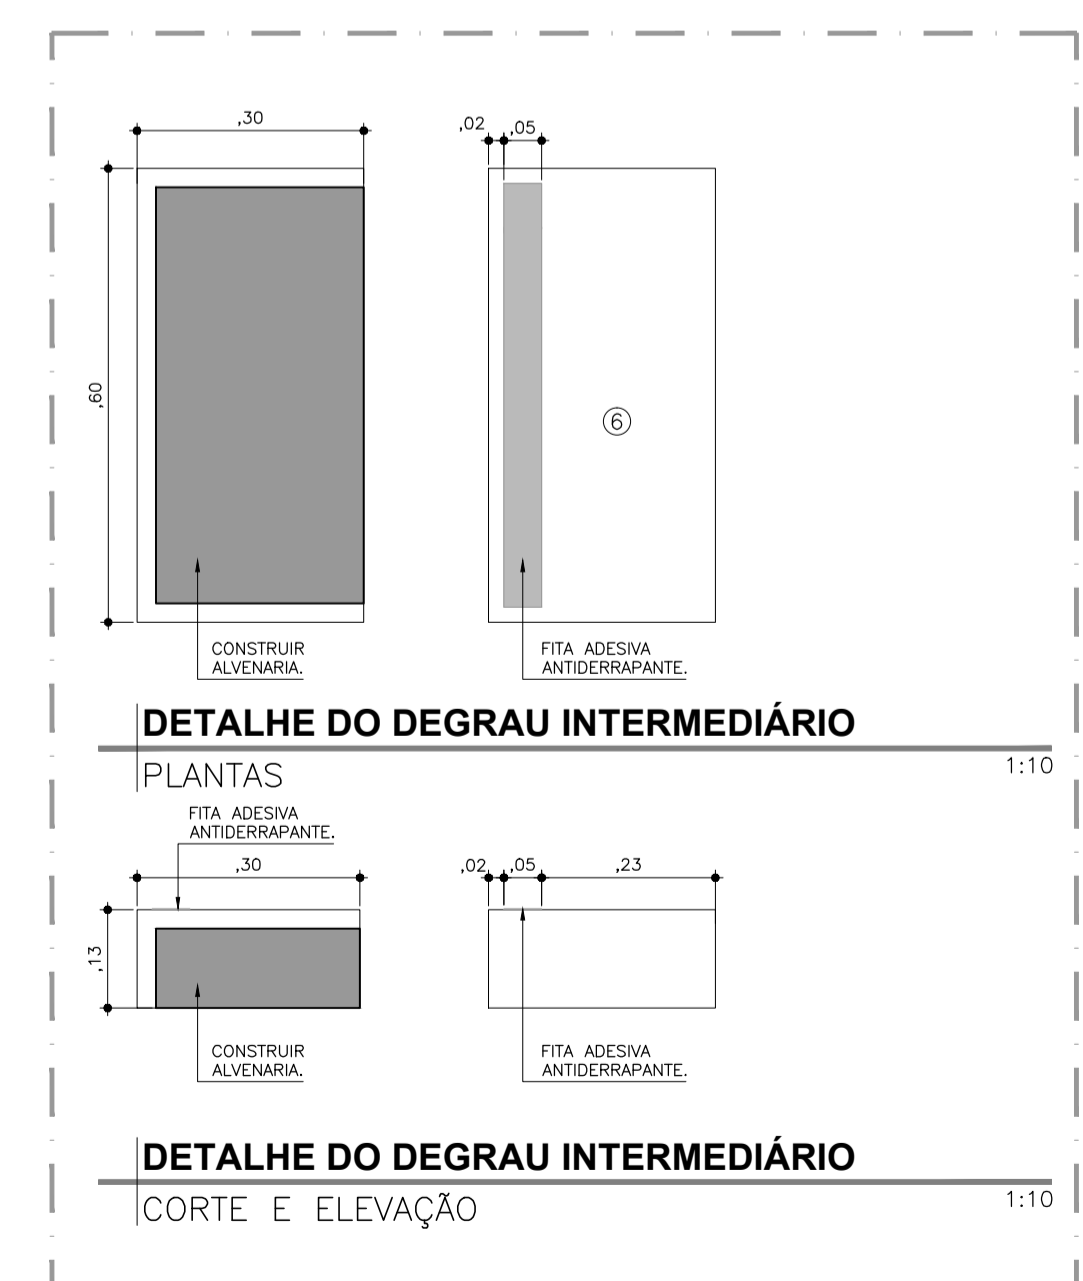 ,30
,02 ,05
,60
6
CONSTRUIR
ALVENARIA.
FITA ADESIVA
ANTIDERRAPANTE.
DETALHE DO DEGRAU INTERMEDIÁRIO
PLANTAS
1:10
FITA ADESIVA
ANTIDERRAPANTE.
,30
,02 ,05 ,23
,13
CONSTRUIR
ALVENARIA.
FITA ADESIVA
ANTIDERRAPANTE.
DETALHE DO DEGRAU INTERMEDIÁRIO
CORTE E ELEVAÇÃO
1:10